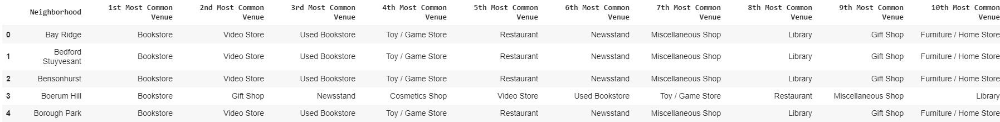 Neighborhood 1st Most Common Venue 2nd Most Common Venue 3rd Most Common Venue 4th Most Common Venue 5th Most Common Venue 6th Most Common Venue 7th Most Common Venue 8th Most Common Venue 9th Most Common Venue 10th Most Common Venue
0 Bay Ridge Bookstore Video Store Used Bookstore Toy / Game Store Restaurant Newsstand Miscellaneous Shop Library Gift Shop Furniture / Home Store
1 Bedford Stuyvesant Bookstore Video Store Used Bookstore Toy / Game Store Restaurant Newsstand Miscellaneous Shop Library Gift Shop Furniture / Home Store
2 Bensonhurst Bookstore Video Store Used Bookstore Toy / Game Store Restaurant Newsstand Miscellaneous Shop Library Gift Shop Furniture / Home Store
3 Boerum Hill Bookstore Gift Shop Newsstand Cosmetics Shop Video Store Used Bookstore Toy / Game Store Restaurant Miscellaneous Shop Library
4 Borough Park Bookstore Video Store Used Bookstore Toy / Game Store Restaurant Newsstand Miscellaneous Shop Library Gift Shop Furniture / Home Store